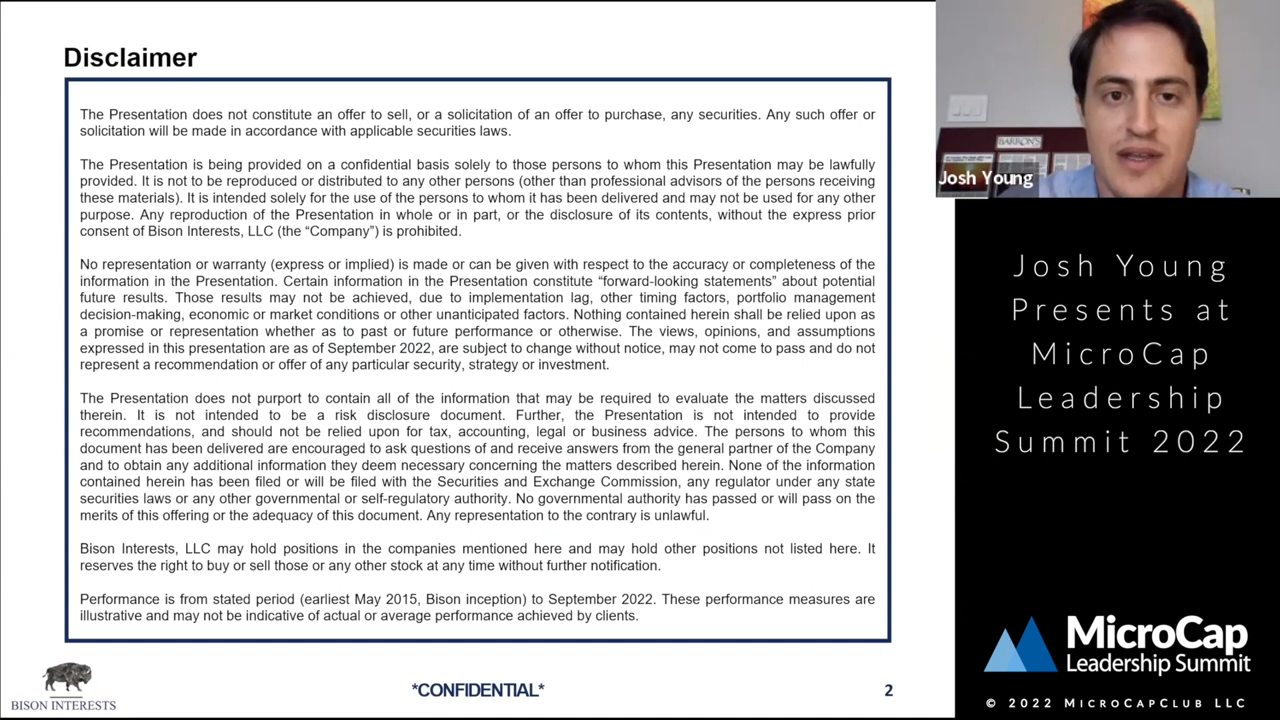 Disclaimer
The Presentation does not constitute an offer to sell, or a solicitation of an offer to purchase, any securities. Any such offer or
solicitation will be made in accordance with applicable securities laws.
The Presentation is being provided on a confidential basis solely to those persons to whom this Presentation may be lawfully
provided. It is not to be reproduced or distributed to any other persons (other than professional advisors of the persons receiving
these materials). It is intended solely for the use of the persons to whom it has been delivered and may not be used for any other
purpose. Any reproduction of the Presentation in whole or in part, or the disclosure of its contents, without the express prior
consent of Bison Interests, LLC (the “Company”) is prohibited.
No representation or warranty (express or implied) is made or can be given with respect to the accuracy or completeness of the
information in the Presentation. Certain information in the Presentation constitute “forward-looking statements” about potential
future results. Those results may not be achieved, due to implementation lag, other timing factors, portfolio management
decision-making, economic or market conditions or other unanticipated factors. Nothing contained herein shall be relied upon as
a promise or representation whether as to past or future performance or otherwise. The views, opinions, and assumptions
expressed in this presentation are as of September 2022, are subject to change without notice, may not come to pass and do not
represent a recommendation or offer of any particular security, strategy or investment.
The Presentation does not purport to contain all of the information that may be required to evaluate the matters discussed
therein. It is not intended to be a risk disclosure document. Further, the Presentation is not intended to provide
recommendations, and should not be relied upon for tax, accounting, legal or business advice. The persons to whom this
document has been delivered are encouraged to ask questions of and receive answers from the general partner of the Company
and to obtain any additional information they deem necessary concerning the matters described herein. None of the information
contained herein has been filed or will be filed with the Securities and Exchange Commission, any regulator under any state
securities laws or any other governmental or self-regulatory authority. No governmental authority has passed or will pass on the
merits of this offering or the adequacy of this document. Any representation to the contrary is unlawful.
Bison Interests, LLC may hold positions in the companies mentioned here and may hold other positions not listed here. It
reserves the right to buy or sell those or any other stock at any time without further notification.
Performance is from stated period (earliest May 2015, Bison inception) to September 2022. These performance measures are
illustrative and may not be indicative of actual or average performance achieved by clients.
BISON INTERESTS
*CONFIDENTIAL*
2
BARRON'S
Josh Young
Josh Young
Presents at
MicroCap
Leadership
Summit 2022
MicroCap
Leadership Summit
© 2022 MICROCAPCLUB LLC